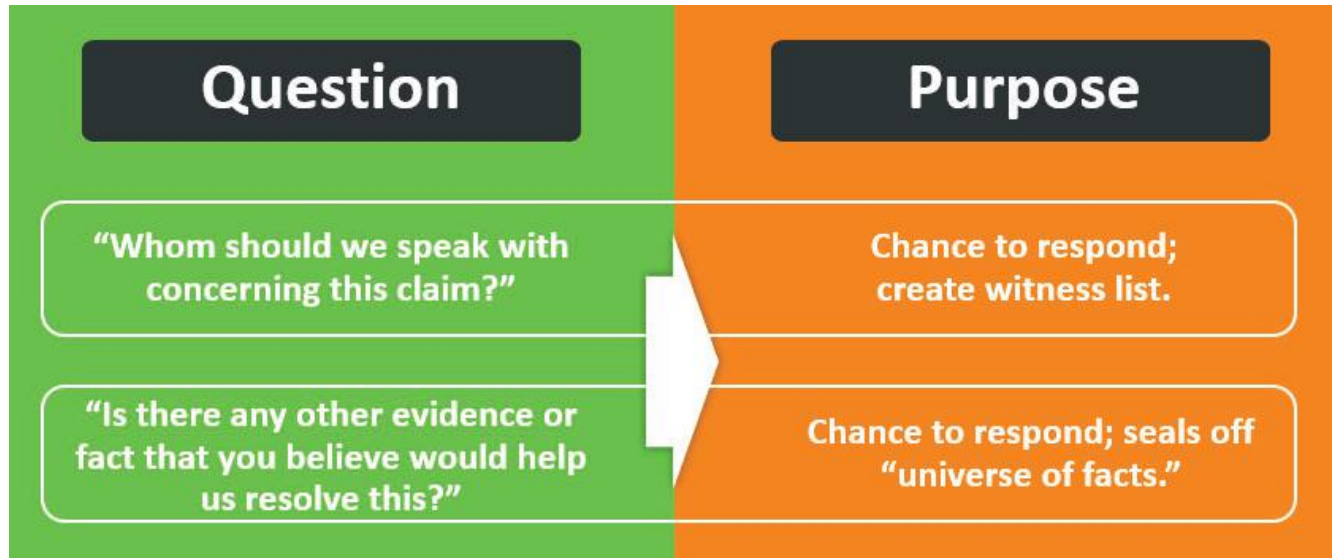 Question
Purpose
“Whom should we speak with
concerning this claim?”
Chance to respond;
create witness list.
“Is there any other evidence or
fact that you believe would help
us resolve this?”
Chance to respond; seals off
“universe of facts.”